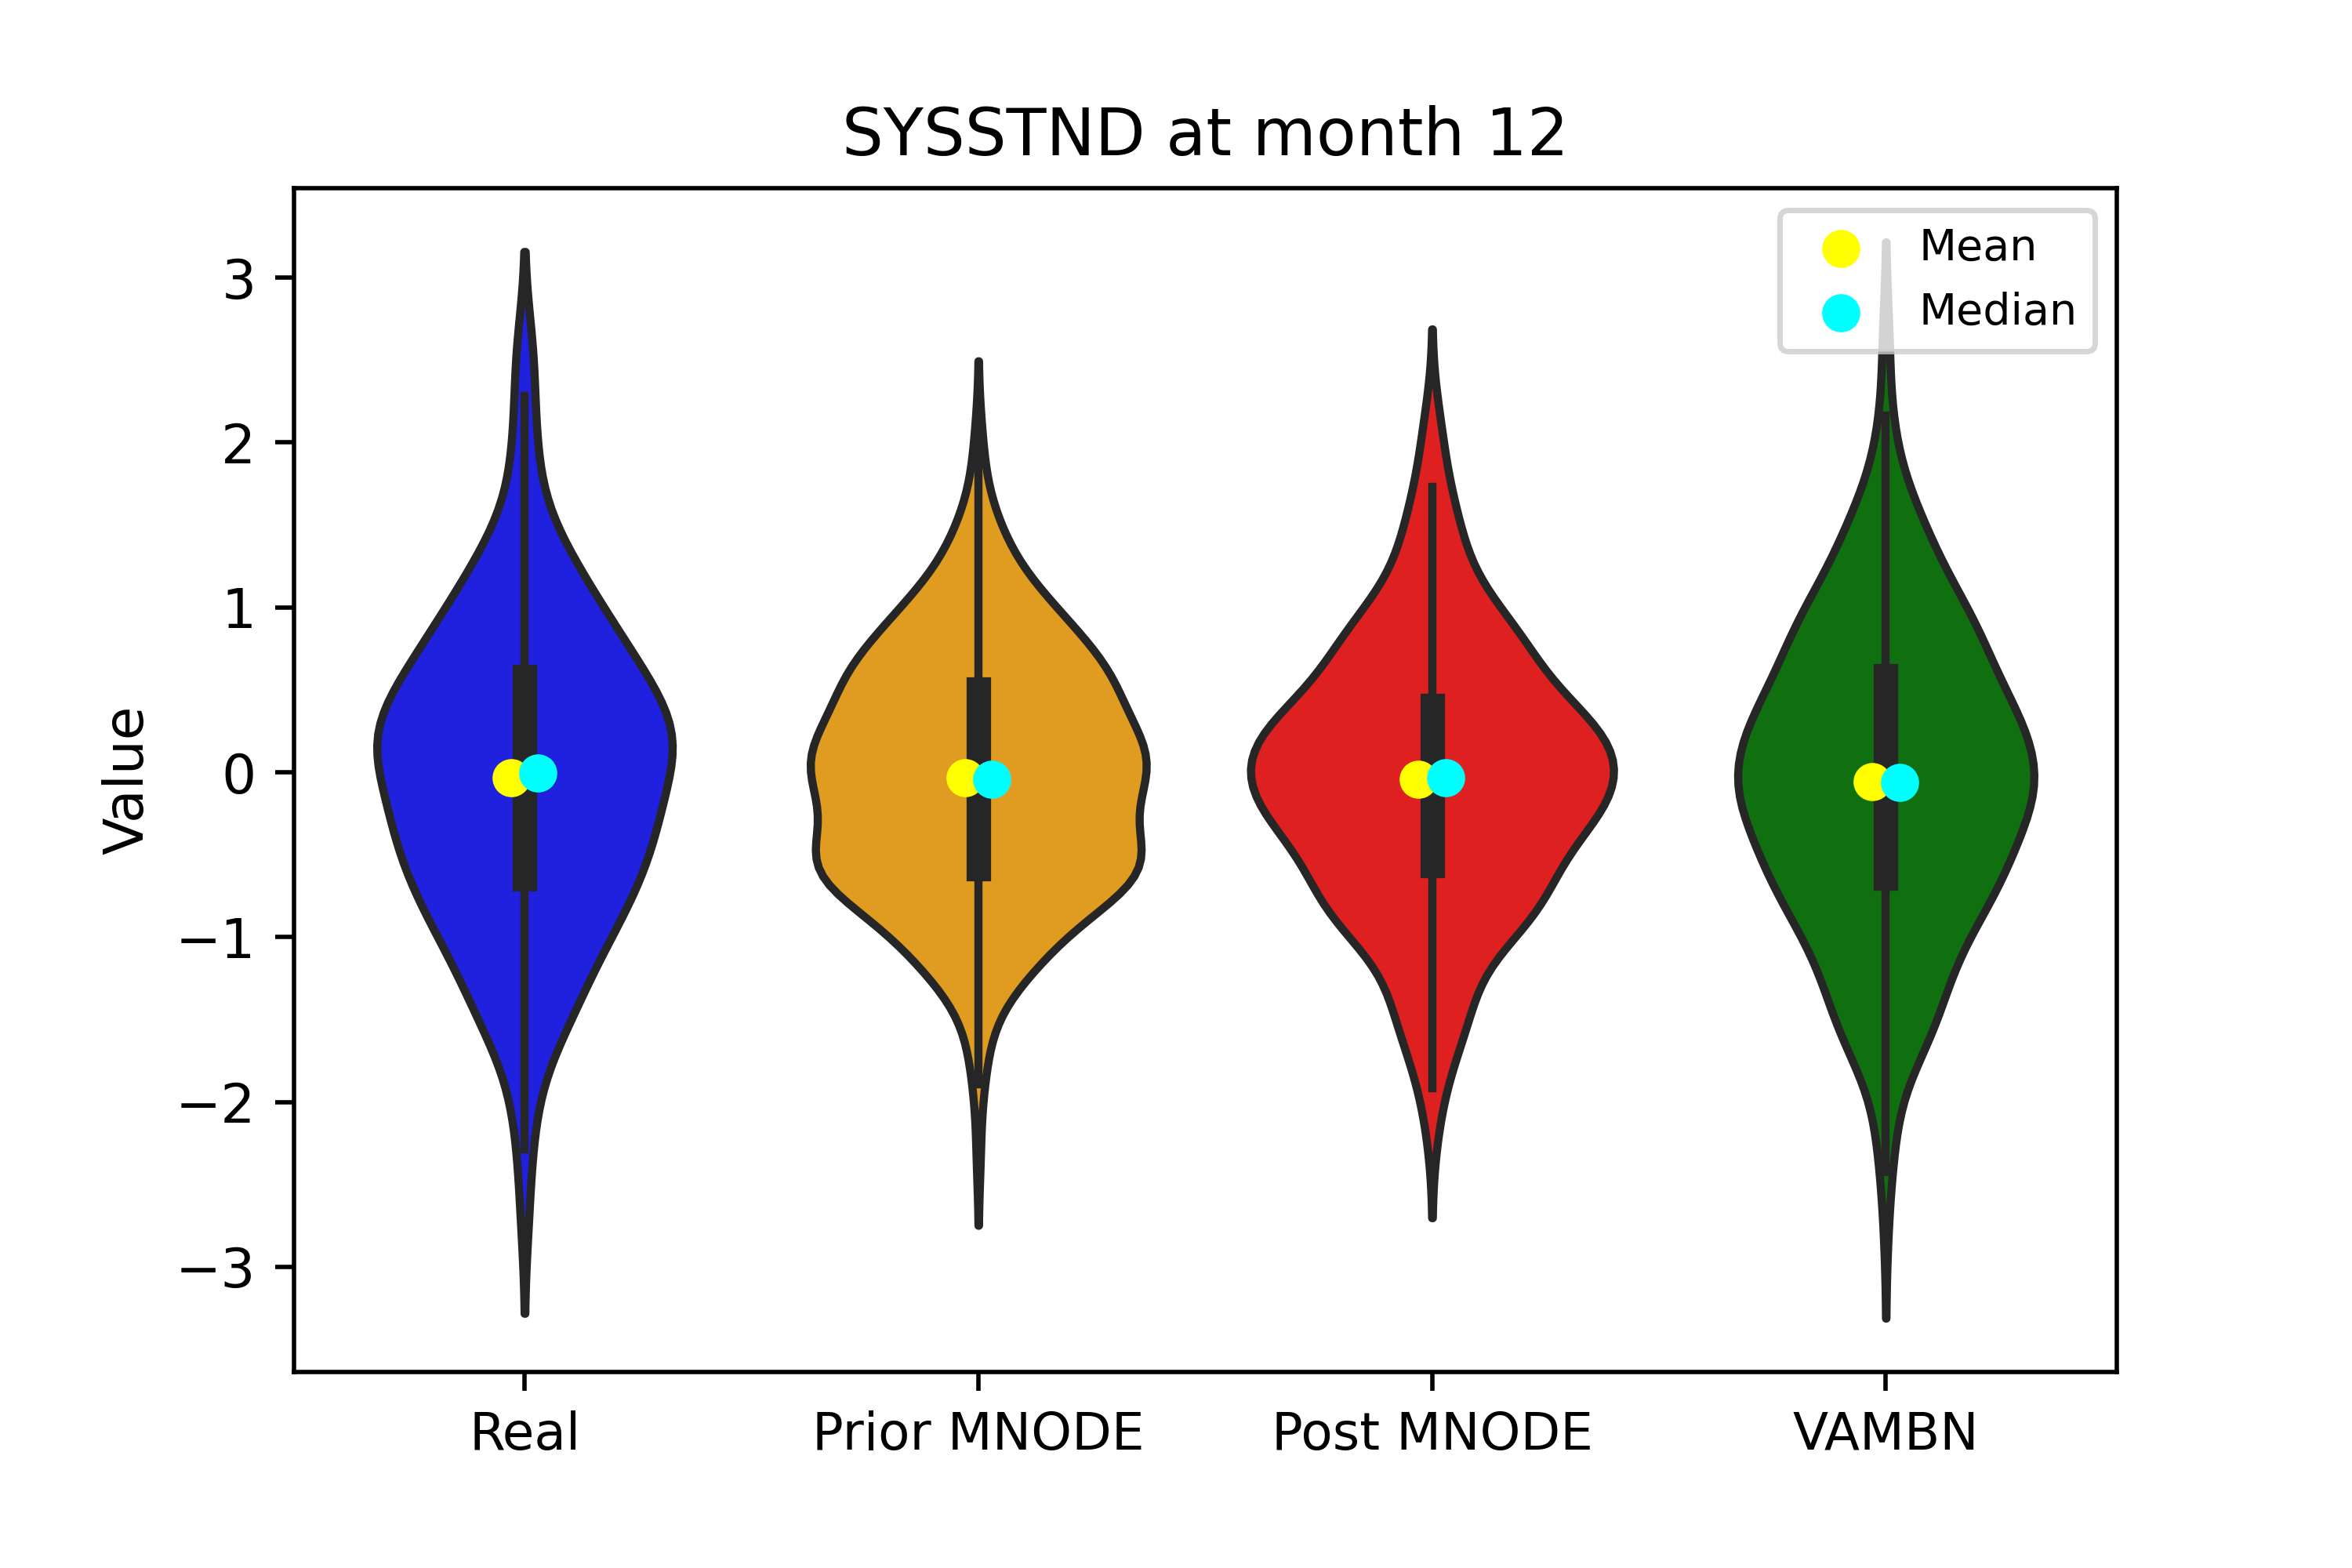 SYSSTND at month 12
Mean
Median
3
2
1
0
−1
−2
−3
Value
Real
Prior MNODE
Post MNODE
VAMBN